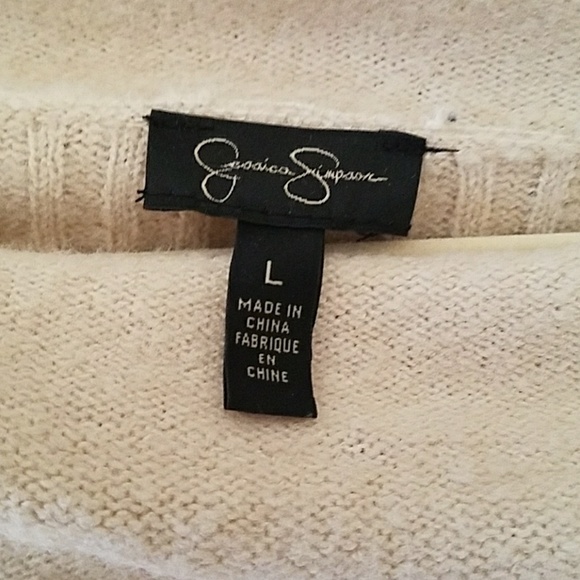 Jessica Simpson
L
MADE IN
CHINA
FABRIQUE
EN
CHINE